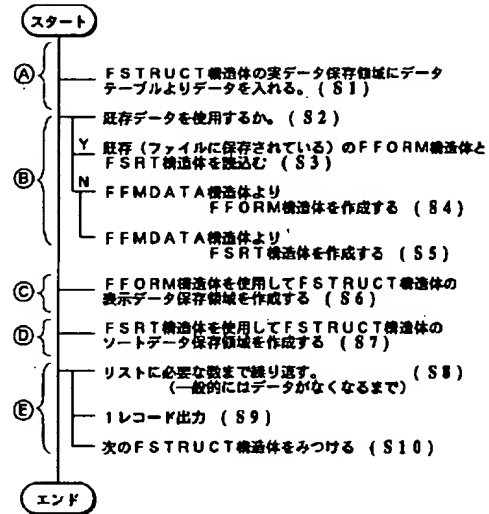 スタート
Ⓐ
FSTRUCT構造体の実データ保存領域にデータ
テーブルよりデータを入れる。(S1)
Ⓑ
既存データを使用するか。(S2)
Y
既存(ファイルに保存されている)のFFORM構造体と
FSRT構造体を読込む (S3)
N
FFMDATA構造体より
FFORM構造体を作成する (S4)
FFMDATA構造体より
FSRT構造体を作成する (S5)
Ⓒ
FFORM構造体を使用してFSTRUCT構造体の
表示データ保存領域を作成する (S6)
Ⓓ
FSRT構造体を使用してFSTRUCT構造体の
ソートデータ保存領域を作成する (S7)
Ⓔ
リストに必要な数まで繰り返す。 (S8)
(一般的にはデータがなくなるまで)
1レコード出力 (S9)
次のFSTRUCT構造体をみつける (S10)
エンド